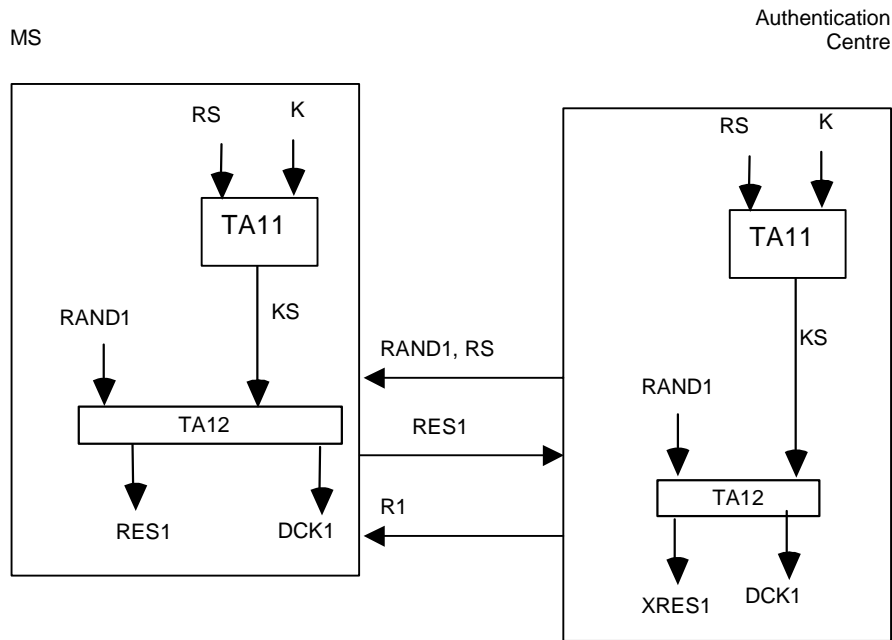 MS
Authentication
Centre
RS
K
TA11
KS
RAND1
TA12
RES1
DCK1
RAND1, RS
RES1
R1
RS
K
TA11
KS
RAND1
TA12
XRES1
DCK1